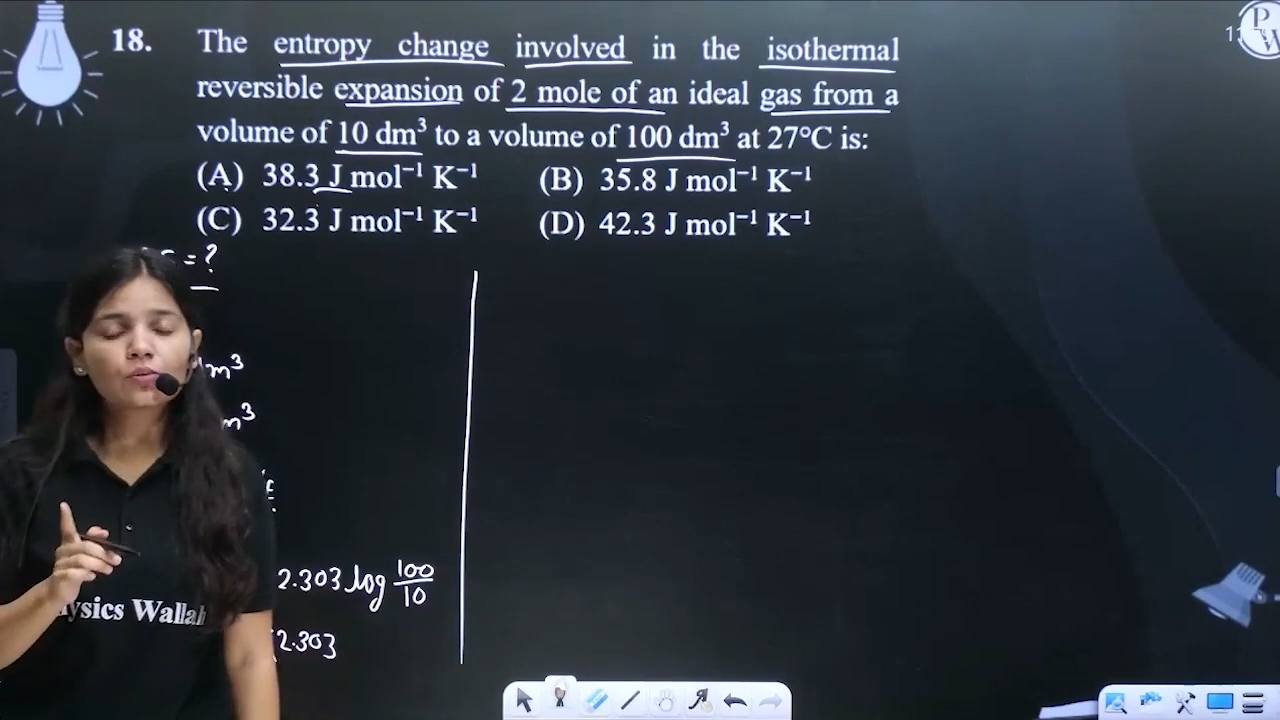 18. The entropy change involved in the isothermal
reversible expansion of 2 mole of an ideal gas from a
volume of 10 dm³ to a volume of 100 dm³ at 27°C is:
(A) 38.3 J mol⁻¹ K⁻¹ (B) 35.8 J mol⁻¹ K⁻¹
(C) 32.3 J mol⁻¹ K⁻¹ (D) 42.3 J mol⁻¹ K⁻¹
= ?
m³
m³
2.303 log 100/10
2.303
ysics Wallah
P
W